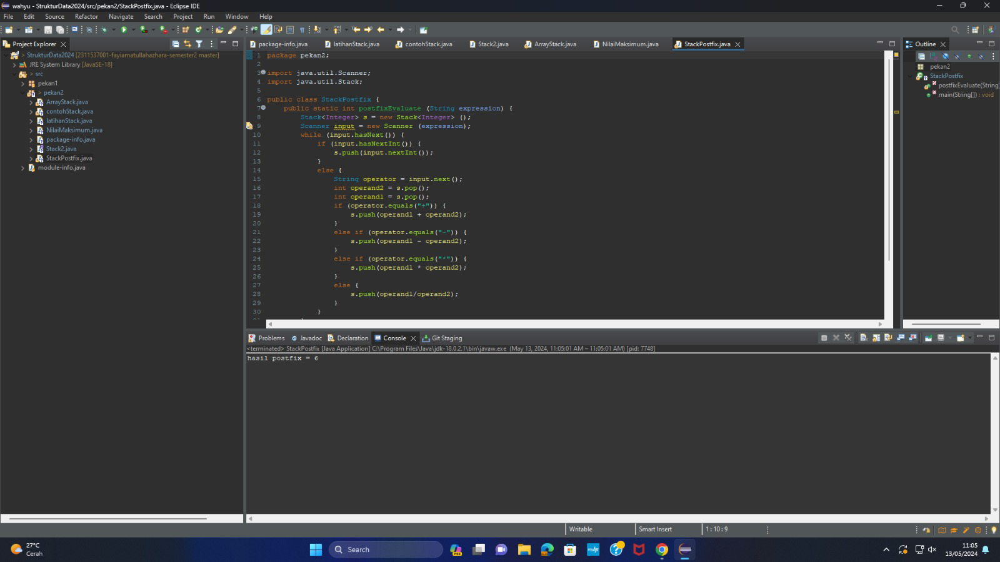 wahyu - StrukturData2024/src/pekan2/StackPostfix.java - Eclipse IDE
File Edit Source Refactor Navigate Search Project Run Window Help
Project Explorer
StrukturData2024 [2311537001-fayiamatullahazhara-semester2 master]
JRE System Library [JavaSE-18]
src
pekan1
pekan2
ArrayStack.java
contohStack.java
latihanStack.java
NilaiMaksimum.java
package-info.java
Stack2.java
StackPostfix.java
module-info.java
package-info.java latihanStack.java contohStack.java Stack2.java ArrayStack.java NilaiMaksimum.java StackPostfix.java
1 package pekan2;
2
3 import java.util.Scanner;
4 import java.util.Stack;
5
6 public class StackPostfix {
7 public static int postfixEvaluate (String expression) {
8 Stack<Integer> s = new Stack<Integer> ();
9 Scanner input = new Scanner (expression);
10 while (input.hasNext()) {
11 if (input.hasNextInt()) {
12 s.push(input.nextInt());
13 }
14 else {
15 String operator = input.next();
16 int operand2 = s.pop();
17 int operand1 = s.pop();
18 if (operator.equals("+")) {
19 s.push(operand1 + operand2);
20 }
21 else if (operator.equals("-")) {
22 s.push(operand1 - operand2);
23 }
24 else if (operator.equals("*")) {
25 s.push(operand1 * operand2);
26 }
27 else {
28 s.push(operand1/operand2);
29 }
30 }
Outline
pekan2
StackPostfix
postfixEvaluate(String)
main(String[]) : void
Problems Javadoc Declaration Console Git Staging
<terminated> StackPostfix [Java Application] C:\Program Files\Java\jdk-18.0.2.1\bin\javaw.exe (May 13, 2024, 11:05:01 AM – 11:05:01 AM) [pid: 7748]
hasil postfix = 6
Writable Smart Insert 1 : 10 : 9
27°C
Cerah
Search
11:05
13/05/2024